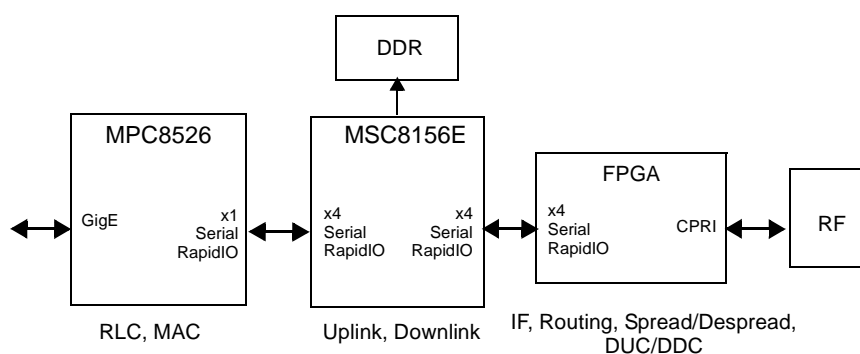 DDR
MPC8526
GigE
x1
Serial
RapidIO
RLC, MAC
MSC8156E
x4
Serial
RapidIO
x4
Serial
RapidIO
Uplink, Downlink
FPGA
x4
Serial
RapidIO
CPRI
IF, Routing, Spread/Despread,
DUC/DDC
RF